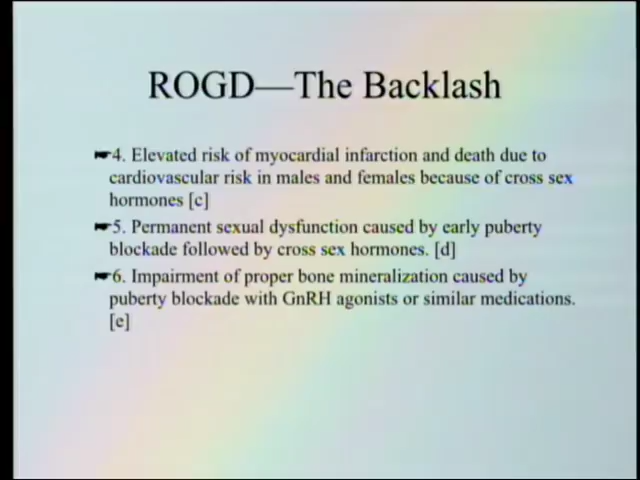 ROGD—The Backlash
☛4. Elevated risk of myocardial infarction and death due to
cardiovascular risk in males and females because of cross sex
hormones [c]
☛5. Permanent sexual dysfunction caused by early puberty
blockade followed by cross sex hormones. [d]
☛6. Impairment of proper bone mineralization caused by
puberty blockade with GnRH agonists or similar medications.
[e]